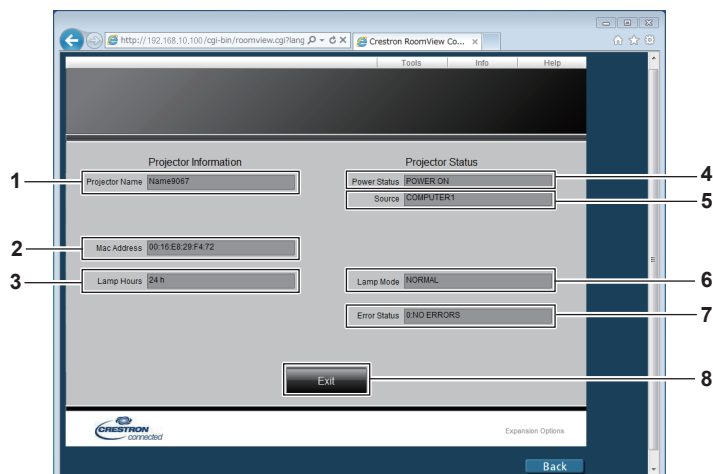 http://192.168.10.100/cgi-bin/roomview.cgi?lang
Crestron RoomView Co... ×
Tools Info Help
Projector Information Projector Status
1 Projector Name Name9067 Power Status POWER ON 4
Source COMPUTER1 5
2 Mac Address 00:16:E8:29:F4:72
3 Lamp Hours 24 h Lamp Mode NORMAL 6
Error Status 0:NO ERRORS 7
Exit 8
CRESTRON
connected
Expansion Options
Back